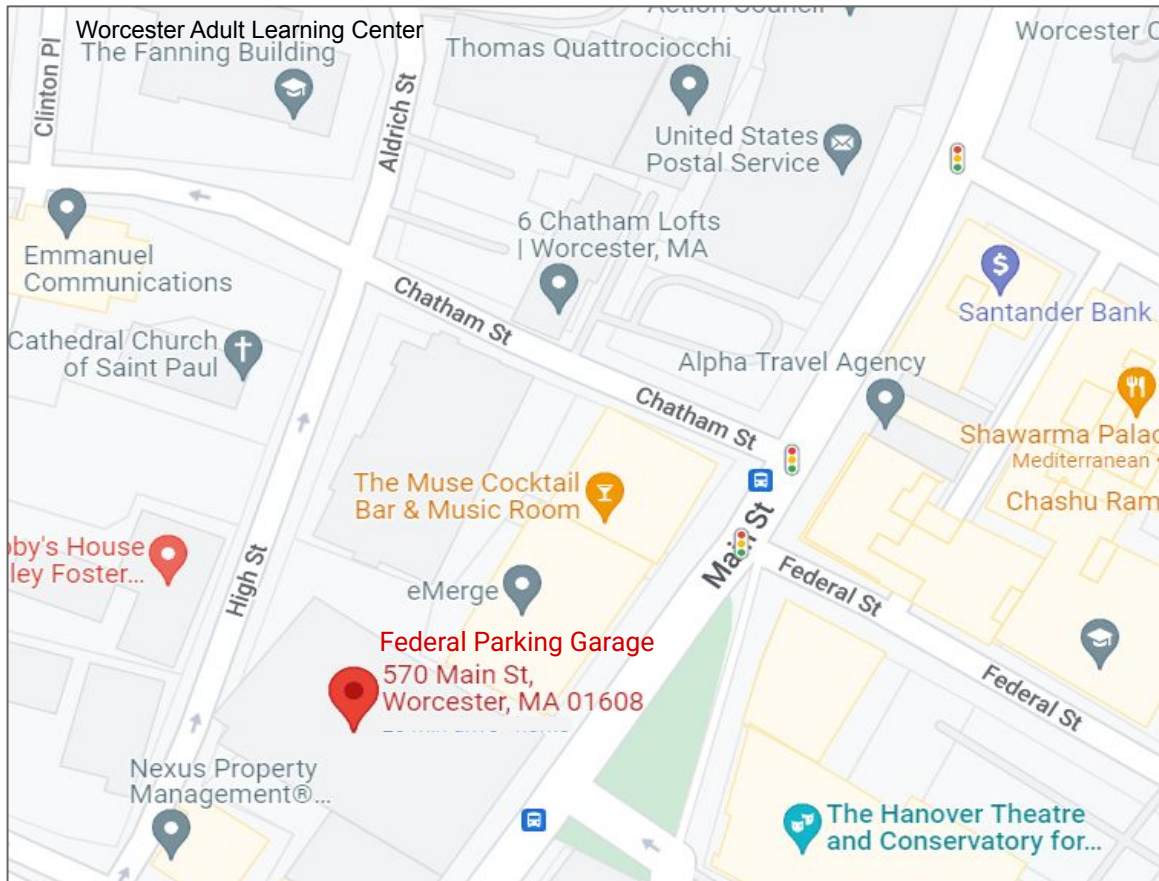 Worcester Adult Learning Center
The Fanning Building
Clinton Pl
Aldrich St
Action Council
Thomas Quattrociocchi
Worcester C
United States
Postal Service
6 Chatham Lofts
| Worcester, MA
Emmanuel
Communications
Chatham St
Santander Bank
Cathedral Church
of Saint Paul
Alpha Travel Agency
Chatham St
Shawarma Palac
Mediterranean
Chashu Ram
The Muse Cocktail
Bar & Music Room
Main St
by's House
ley Foster...
High St
eMerge
Federal St
Federal Parking Garage
570 Main St,
Worcester, MA 01608
Federal St
Nexus Property
Management®...
The Hanover Theatre
and Conservatory for...